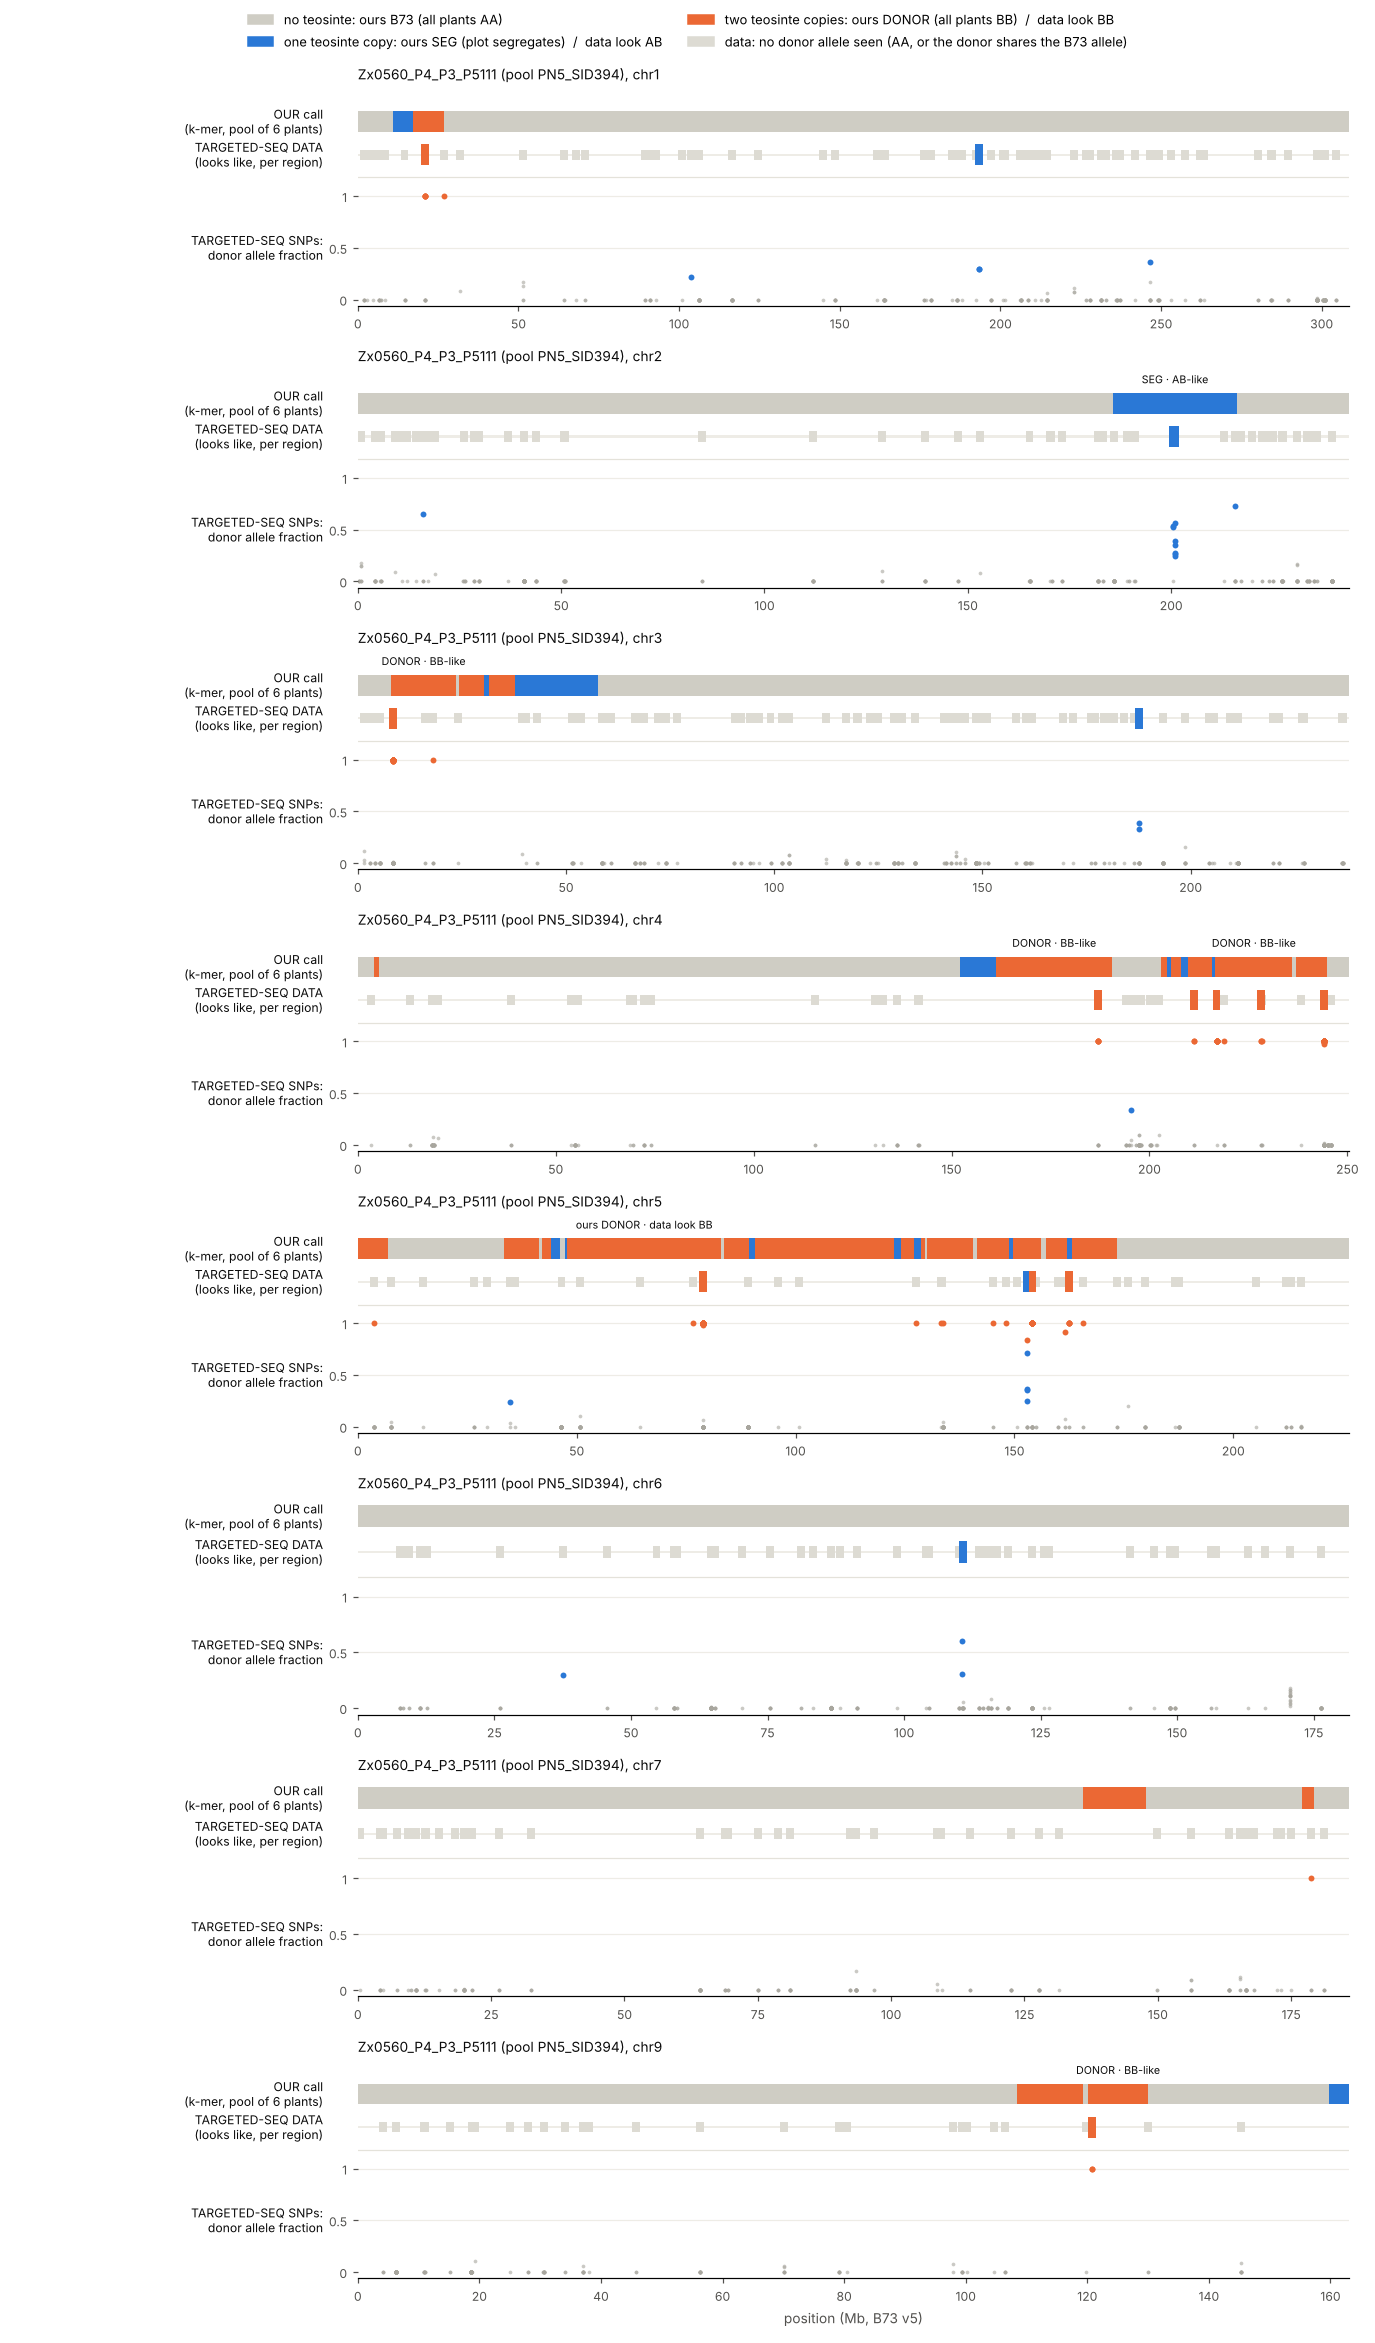 no teosinte: ours B73 (all plants AA)
two teosinte copies: ours DONOR (all plants BB)  /  data look BB
one teosinte copy: ours SEG (plot segregates)  /  data look AB
data: no donor allele seen (AA, or the donor shares the B73 allele)
Zx0560_P4_P3_P5111 (pool PN5_SID394), chr1
OUR call
(k-mer, pool of 6 plants)
TARGETED-SEQ DATA
(looks like, per region)
1
TARGETED-SEQ SNPs:
donor allele fraction
0.5
0
0 50 100 150 200 250 300
Zx0560_P4_P3_P5111 (pool PN5_SID394), chr2
SEG · AB-like
OUR call
(k-mer, pool of 6 plants)
TARGETED-SEQ DATA
(looks like, per region)
1
TARGETED-SEQ SNPs:
donor allele fraction
0.5
0
0 50 100 150 200
Zx0560_P4_P3_P5111 (pool PN5_SID394), chr3
DONOR · BB-like
OUR call
(k-mer, pool of 6 plants)
TARGETED-SEQ DATA
(looks like, per region)
1
TARGETED-SEQ SNPs:
donor allele fraction
0.5
0
0 50 100 150 200
Zx0560_P4_P3_P5111 (pool PN5_SID394), chr4
DONOR · BB-like DONOR · BB-like
OUR call
(k-mer, pool of 6 plants)
TARGETED-SEQ DATA
(looks like, per region)
1
TARGETED-SEQ SNPs:
donor allele fraction
0.5
0
0 50 100 150 200 250
Zx0560_P4_P3_P5111 (pool PN5_SID394), chr5
ours DONOR · data look BB
OUR call
(k-mer, pool of 6 plants)
TARGETED-SEQ DATA
(looks like, per region)
1
TARGETED-SEQ SNPs:
donor allele fraction
0.5
0
0 50 100 150 200
Zx0560_P4_P3_P5111 (pool PN5_SID394), chr6
OUR call
(k-mer, pool of 6 plants)
TARGETED-SEQ DATA
(looks like, per region)
1
TARGETED-SEQ SNPs:
donor allele fraction
0.5
0
0 25 50 75 100 125 150 175
Zx0560_P4_P3_P5111 (pool PN5_SID394), chr7
OUR call
(k-mer, pool of 6 plants)
TARGETED-SEQ DATA
(looks like, per region)
1
TARGETED-SEQ SNPs:
donor allele fraction
0.5
0
0 25 50 75 100 125 150 175
Zx0560_P4_P3_P5111 (pool PN5_SID394), chr9
DONOR · BB-like
OUR call
(k-mer, pool of 6 plants)
TARGETED-SEQ DATA
(looks like, per region)
1
TARGETED-SEQ SNPs:
donor allele fraction
0.5
0
0 20 40 60 80 100 120 140 160
position (Mb, B73 v5)